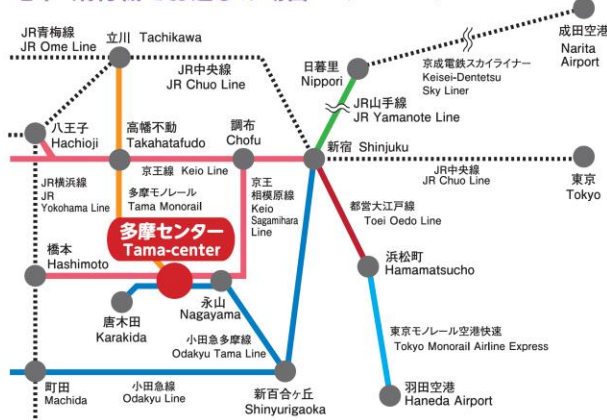 JR青梅線
JR Ome Line
立川 Tachikawa
JR中央線
JR Chuo Line
日暮里
Nippori
京成電鉄スカイライナー
Keisei-Dentetsu
Sky Liner
成田空港
Narita
Airport
JR山手線
JR Yamanote Line
八王子
Hachioji
高幡不動
Takahatafudo
調布
Chofu
新宿 Shinjuku
京王線 Keio Line
JR中央線
JR Chuo Line
東京
Tokyo
JR横浜線
JR
Yokohama Line
多摩モノレール
Tama Monorail
京王
相模原線
Keio
Sagamihara
Line
都営大江戸線
Toei Oedo Line
多摩センター
Tama-center
橋本
Hashimoto
浜松町
Hamamatsucho
唐木田
Karakida
永山
Nagayama
小田急多摩線
Odakyu Tama Line
東京モノレール空港快速
Tokyo Monorail Airline Express
町田
Machida
小田急線
Odakyu Line
新百合ヶ丘
Shinyurigaoka
羽田空港
Haneda Airport